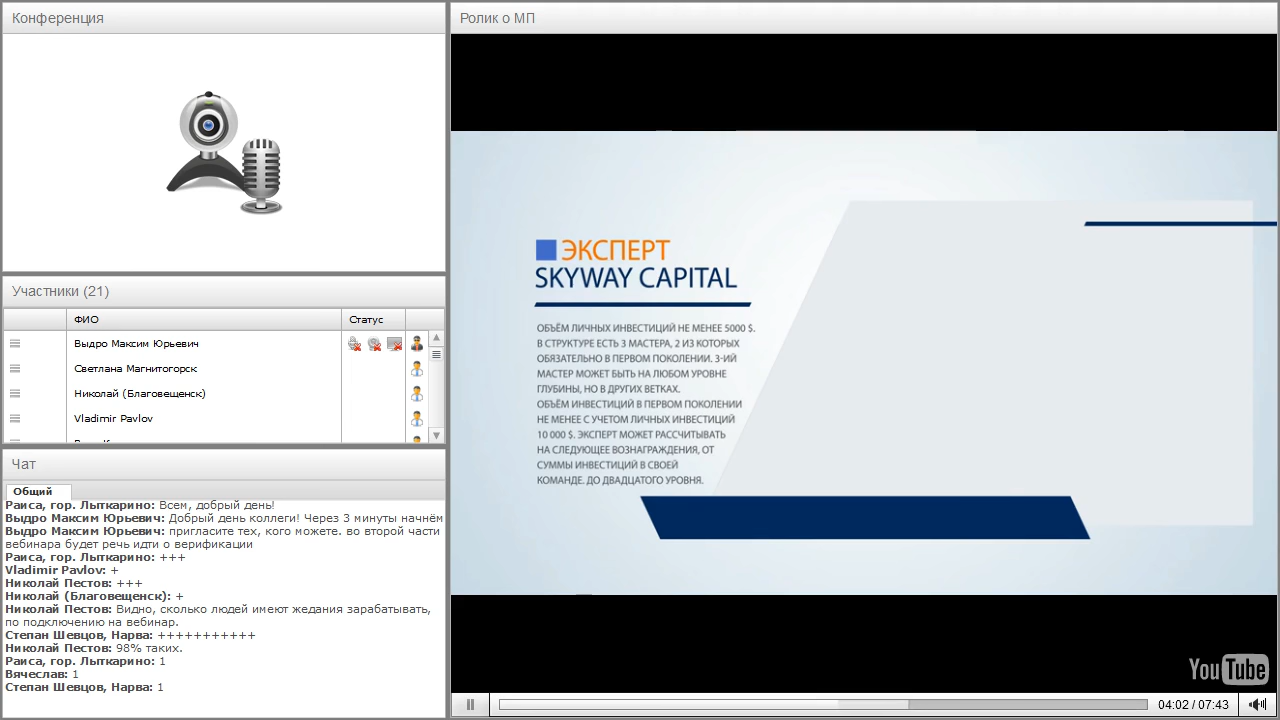 Конференция
Ролик о МП
Участники (21)
ФИО
Статус
Выдро Максим Юрьевич
Светлана Магнитогорск
Николай (Благовещенск)
Vladimir Pavlov
Чат
Общий
Раиса, гор. Лыткарино: Всем, добрый день!
Выдро Максим Юрьевич: Добрый день коллеги! Через 3 минуты начнём
Выдро Максим Юрьевич: пригласите тех, кого можете. во второй части
вебинара будет речь идти о верификации
Раиса, гор. Лыткарино: +++
Vladimir Pavlov: +
Николай Пестов: +++
Николай (Благовещенск): +
Николай Пестов: Видно, сколько людей имеют жедания зарабатывать,
по подключению на вебинар.
Степан Шевцов, Нарва: +++++++++++
Николай Пестов: 98% таких.
Раиса, гор. Лыткарино: 1
Вячеслав: 1
Степан Шевцов, Нарва: 1
ЭКСПЕРТ
SKYWAY CAPITAL
ОБЪЁМ ЛИЧНЫХ ИНВЕСТИЦИЙ НЕ МЕНЕЕ 5000 $.
В СТРУКТУРЕ ЕСТЬ 3 МАСТЕРА, 2 ИЗ КОТОРЫХ
ОБЯЗАТЕЛЬНО В ПЕРВОМ ПОКОЛЕНИИ. 3-ИЙ
МАСТЕР МОЖЕТ БЫТЬ НА ЛЮБОМ УРОВНЕ
ГЛУБИНЫ, НО В ДРУГИХ ВЕТКАХ.
ОБЪЁМ ИНВЕСТИЦИЙ В ПЕРВОМ ПОКОЛЕНИИ
НЕ МЕНЕЕ С УЧЕТОМ ЛИЧНЫХ ИНВЕСТИЦИЙ
10 000 $. ЭКСПЕРТ МОЖЕТ РАССЧИТЫВАТЬ
НА СЛЕДУЮЩЕЕ ВОЗНАГРАЖДЕНИЯ, ОТ
СУММЫ ИНВЕСТИЦИЙ В СВОЕЙ
КОМАНДЕ. ДО ДВАДЦАТОГО УРОВНЯ.
YouTube
04:02 / 07:43